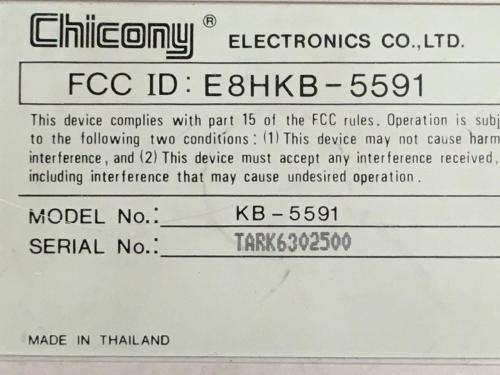 Chicony® ELECTRONICS CO.,LTD.
FCC ID: E8HKB-5591
This device complies with part 15 of the FCC rules. Operation is
to the following two conditions: (1) This device may not cause
interference, and (2) This device must accept any interference received,
including interference that may cause undesired operation.
MODEL No.: KB-5591
SERIAL No.: TARK6302500
MADE IN THAILAND